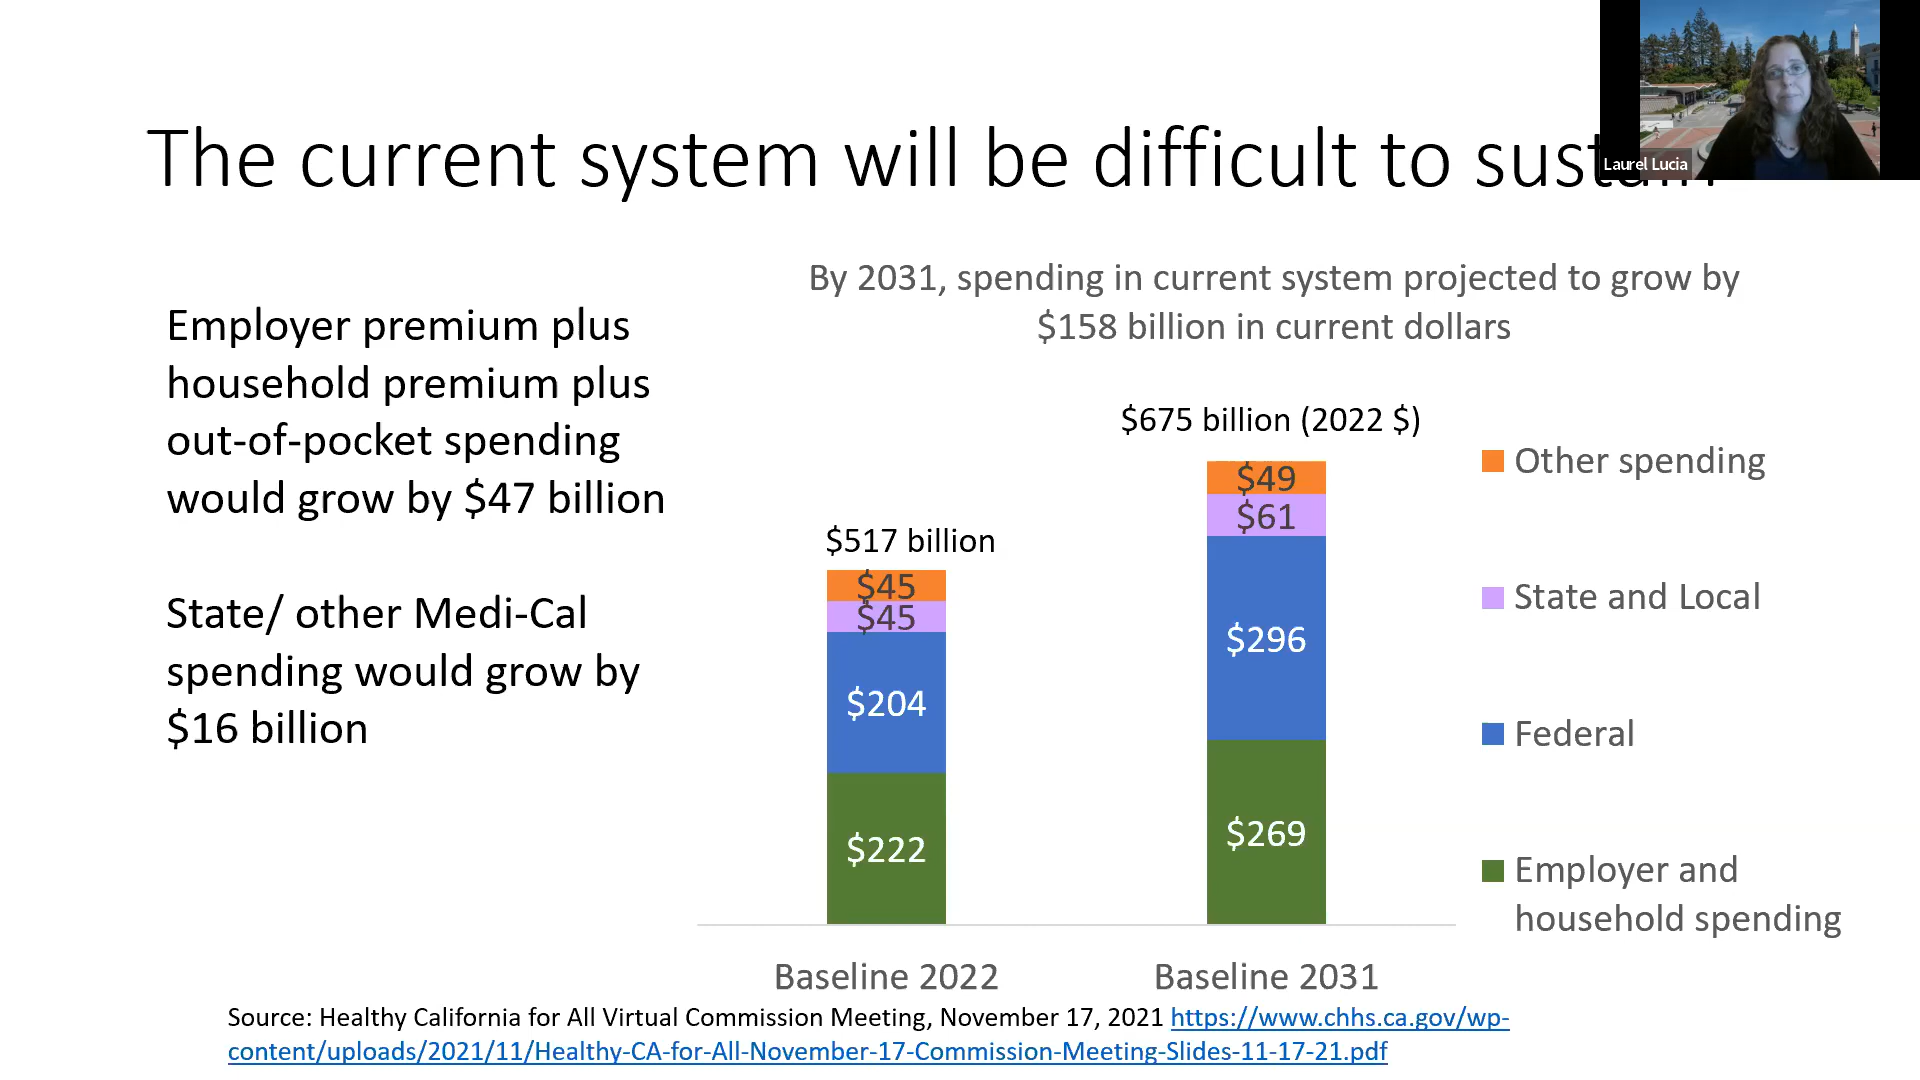 The current system will be difficult to sustain
Laurel Lucia
By 2031, spending in current system projected to grow by
$158 billion in current dollars
Employer premium plus
household premium plus
out-of-pocket spending
would grow by $47 billion
State/ other Medi-Cal
spending would grow by
$16 billion
$517 billion
$45
$45
$204
$222
Baseline 2022
$675 billion (2022 $)
$49
$61
$296
$269
Baseline 2031
Other spending
State and Local
Federal
Employer and
household spending
Source: Healthy California for All Virtual Commission Meeting, November 17, 2021 https://www.chhs.ca.gov/wp-
content/uploads/2021/11/Healthy-CA-for-All-November-17-Commission-Meeting-Slides-11-17-21.pdf